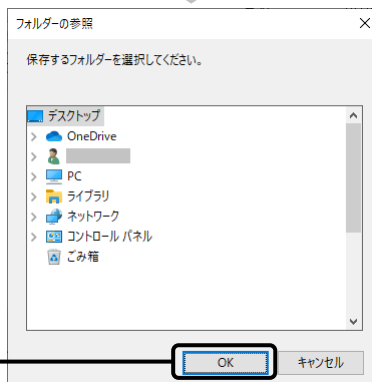 フォルダーの参照
保存するフォルダーを選択してください。
デスクトップ
OneDrive
PC
ライブラリ
ネットワーク
コントロール パネル
ごみ箱
OK
キャンセル